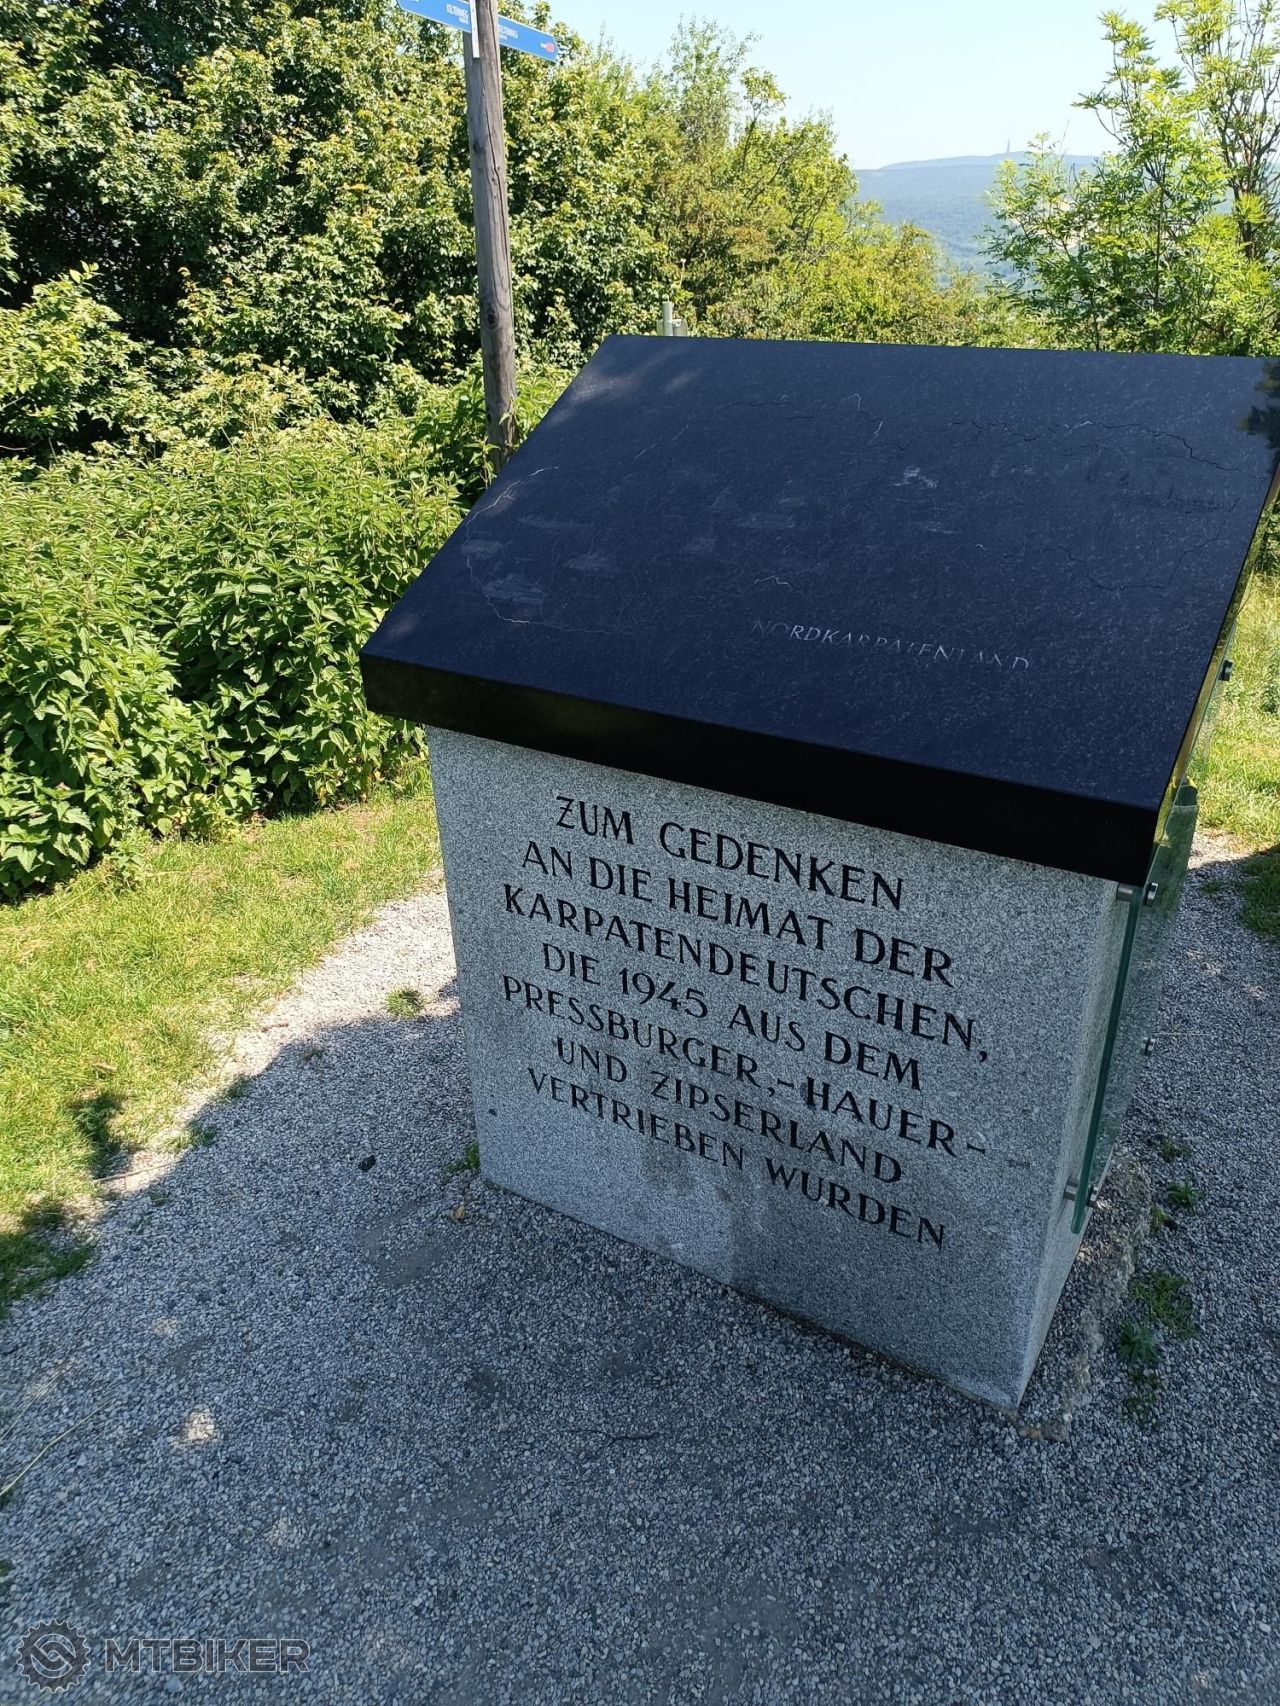 KELTENWEG
NORDKARPATENLAND
ZUM GEDENKEN
AN DIE HEIMAT DER
KARPATENDEUTSCHEN,
DIE 1945 AUS DEM
PRESSBURGER,-HAUER-
UND ZIPSERLAND
VERTRIEBEN WURDEN
MTBIKER